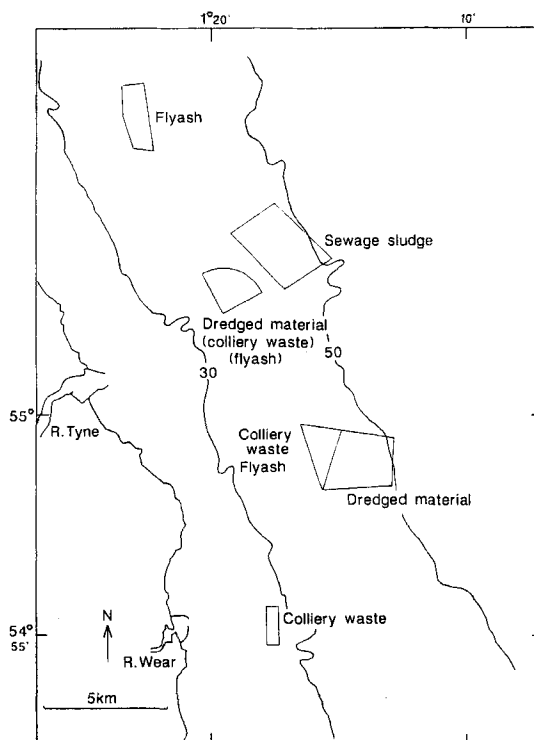 1°20'
10'
Flyash
Sewage sludge
Dredged material
(colliery waste)
(flyash)
50
30
55°
R.Tyne
Colliery
waste
Flyash
Dredged material
Colliery waste
54°
55'
N
R.Wear
5km